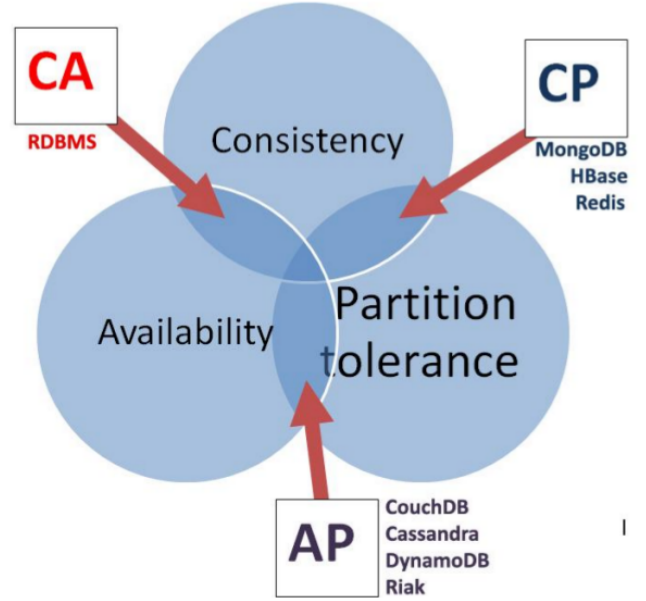 CA
RDBMS
Consistency
CP
MongoDB
HBase
Redis
Availability
Partition
tolerance
AP
CouchDB
Cassandra
DynamoDB
Riak